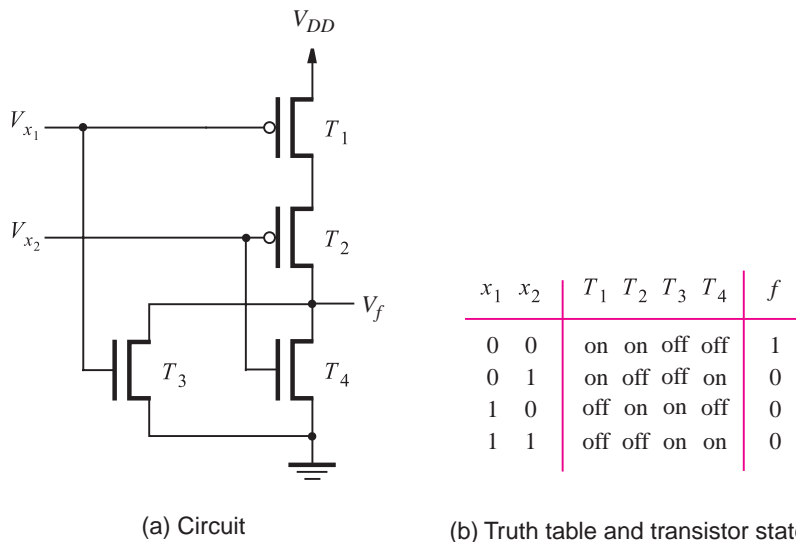 V_DD
V_x1
T_1
V_x2
T_2
V_f
T_3
T_4
x_1 x_2 T_1 T_2 T_3 T_4 f
0 0 on on off off 1
0 1 on off off on 0
1 0 off on on off 0
1 1 off off on on 0
(a) Circuit
(b) Truth table and transistor state